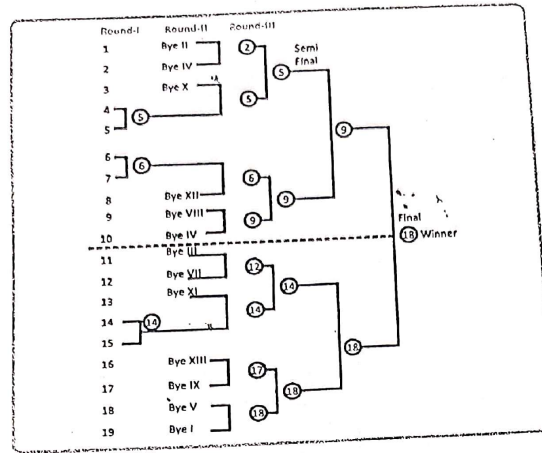 Round-I Round-II Round-III
1 Bye II 2 Semi
2 Bye IV Final
3 Bye X 5
4 5
5 5
9
6
7 6 6
8 Bye XII 9
9 Bye VIII 9 Final
10 Bye IV 18 Winner
11 Bye III
12 Bye VII 12
13 Bye XI 14
14 14 14
15
18
16 Bye XIII 17
17 Bye IX 18
18 Bye V 18
19 Bye I